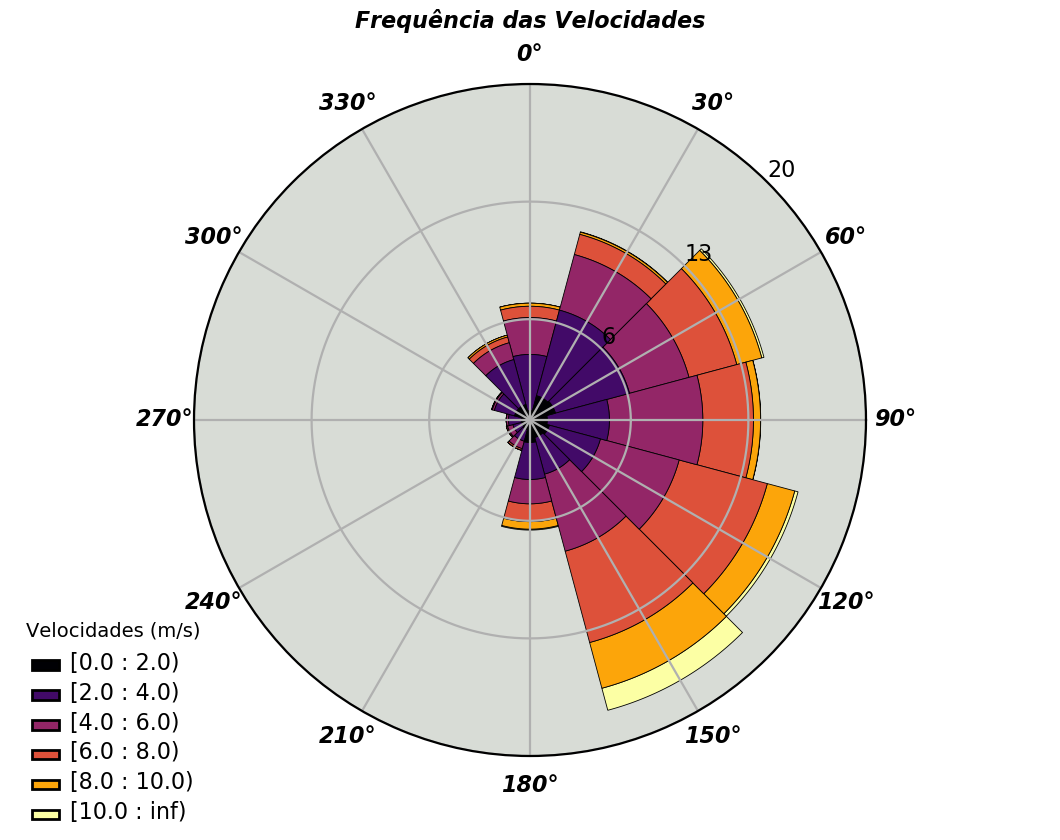 Frequência das Velocidades
0°
330°
30°
20
300°
60°
13
6
270°
90°
240°
120°
210°
150°
180°
Velocidades (m/s)
[0.0 : 2.0)
[2.0 : 4.0)
[4.0 : 6.0)
[6.0 : 8.0)
[8.0 : 10.0)
[10.0 : inf)